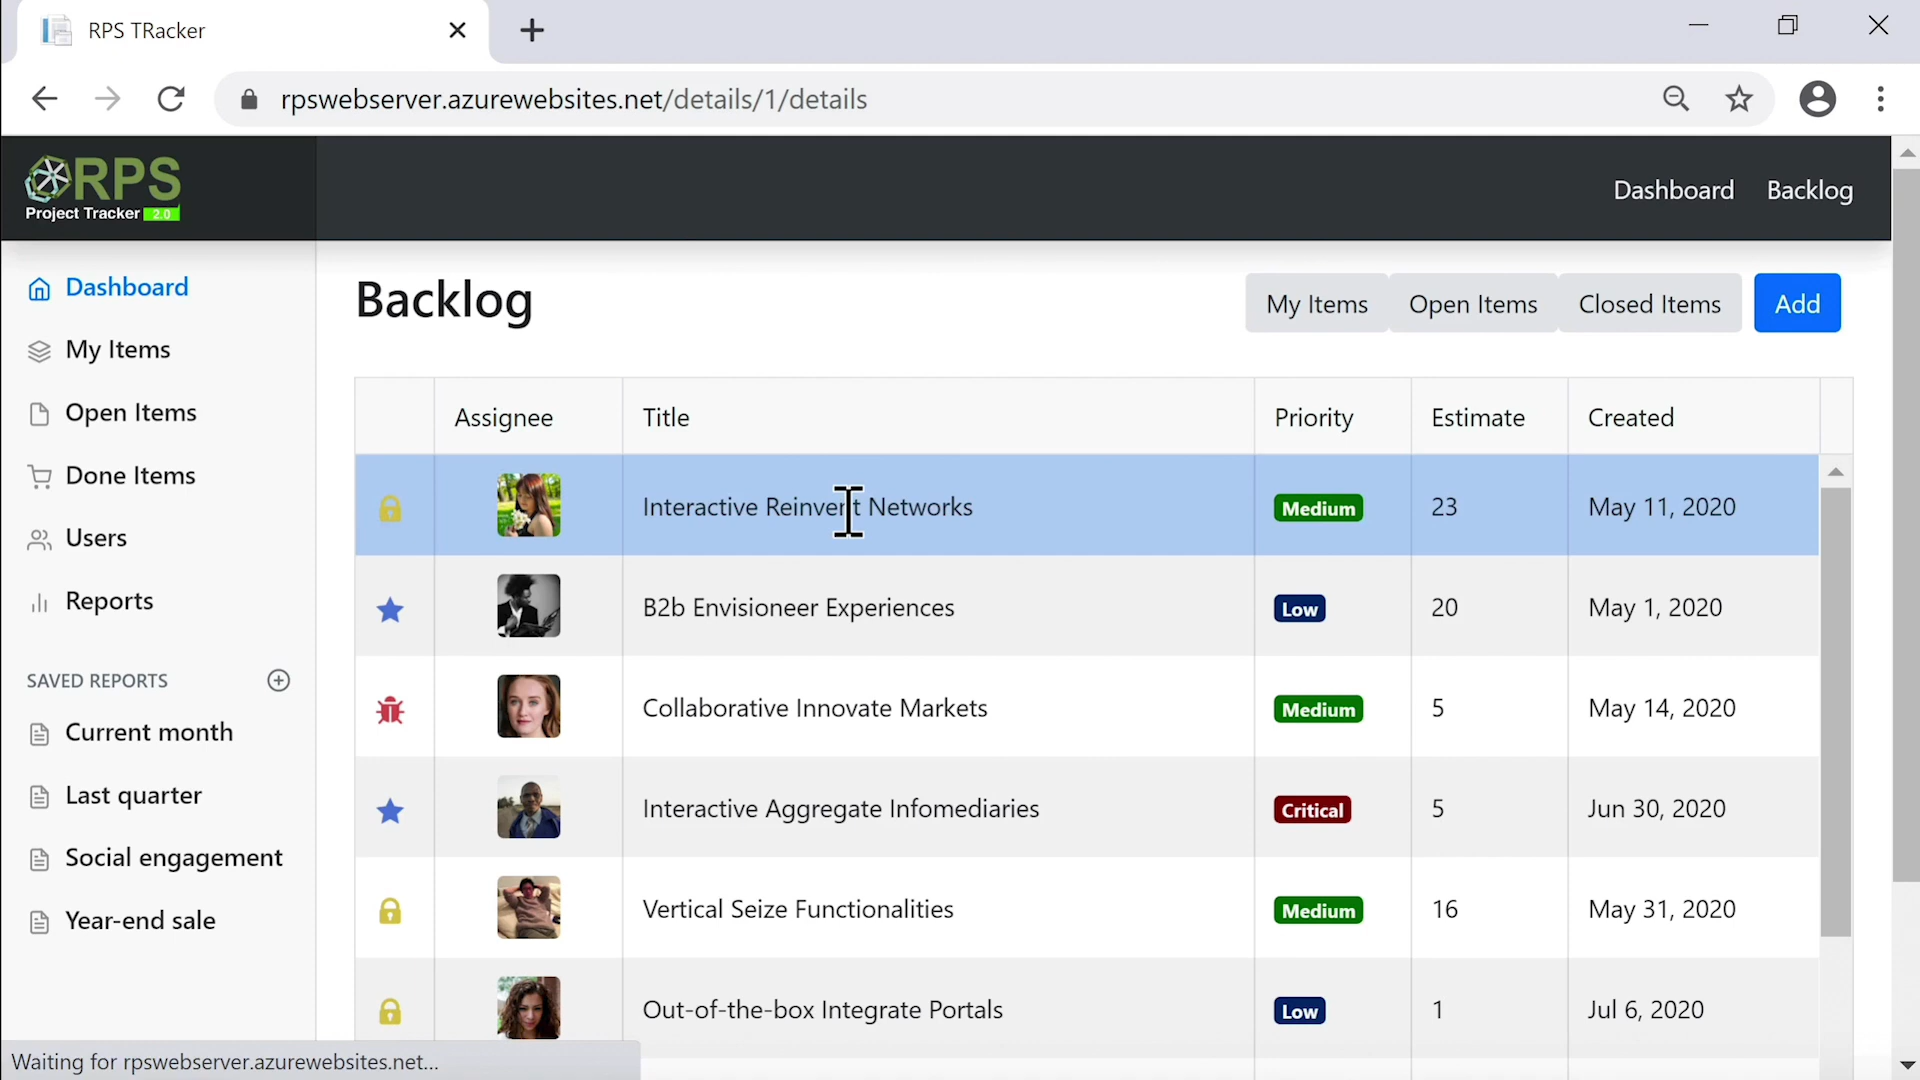 RPS TRacker
rpswebserver.azurewebsites.net/details/1/details
RPS
Project Tracker 2.0
Dashboard Backlog
Dashboard
My Items
Open Items
Done Items
Users
Reports
SAVED REPORTS
Current month
Last quarter
Social engagement
Year-end sale
Backlog
My Items Open Items Closed Items Add
Assignee Title Priority Estimate Created
Interactive Reinvent Networks Medium 23 May 11, 2020
B2b Envisioneer Experiences Low 20 May 1, 2020
Collaborative Innovate Markets Medium 5 May 14, 2020
Interactive Aggregate Infomediaries Critical 5 Jun 30, 2020
Vertical Seize Functionalities Medium 16 May 31, 2020
Out-of-the-box Integrate Portals Low 1 Jul 6, 2020
Waiting for rpswebserver.azurewebsites.net...